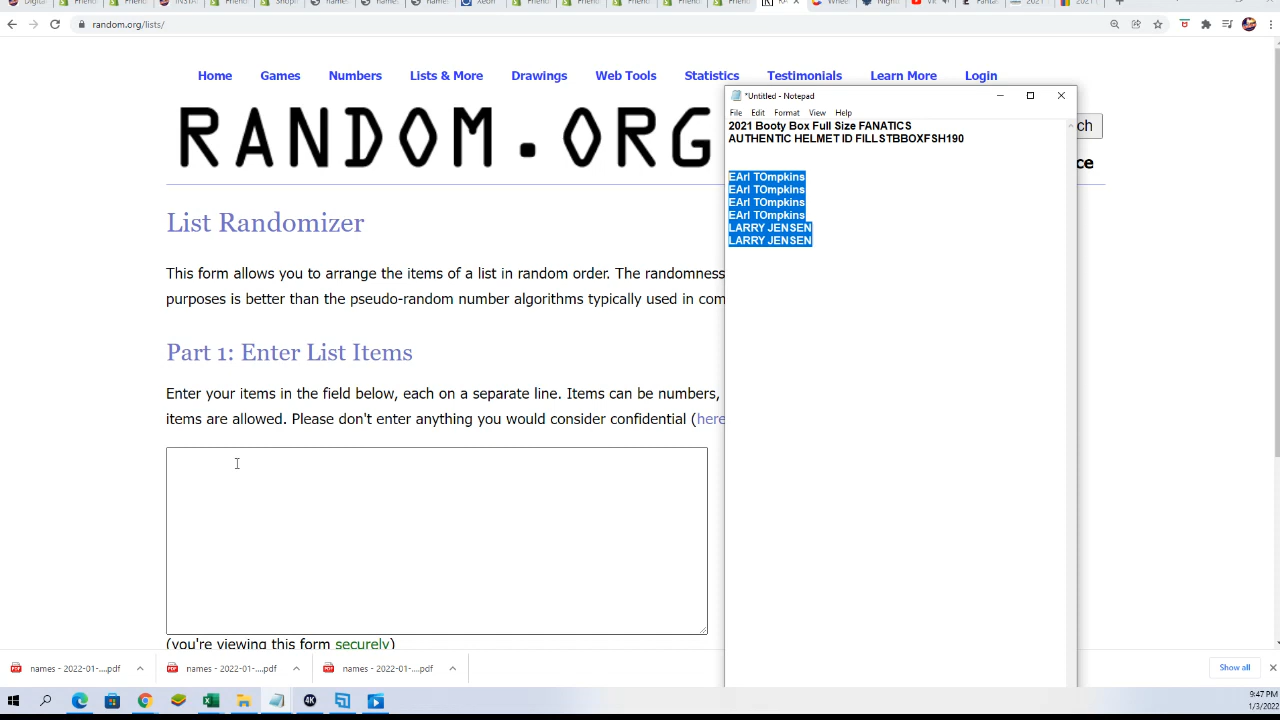 random.org/lists/
Home Games Numbers Lists & More Drawings Web Tools Statistics Testimonials Learn More Login
RANDOM.ORG
List Randomizer
This form allows you to arrange the items of a list in random order. The randomness
purposes is better than the pseudo-random number algorithms typically used in com
Part 1: Enter List Items
Enter your items in the field below, each on a separate line. Items can be numbers,
items are allowed. Please don't enter anything you would consider confidential (here
(you're viewing this form securely)
*Untitled - Notepad
File Edit Format View Help
2021 Booty Box Full Size FANATICS
AUTHENTIC HELMET ID FILLSTBBOXFSH190
EArl TOmpkins
EArl TOmpkins
EArl TOmpkins
EArl TOmpkins
LARRY JENSEN
LARRY JENSEN
ch
ce
names - 2022-01-....pdf
names - 2022-01-....pdf
names - 2022-01-....pdf
Show all
9:47 PM
1/3/2022